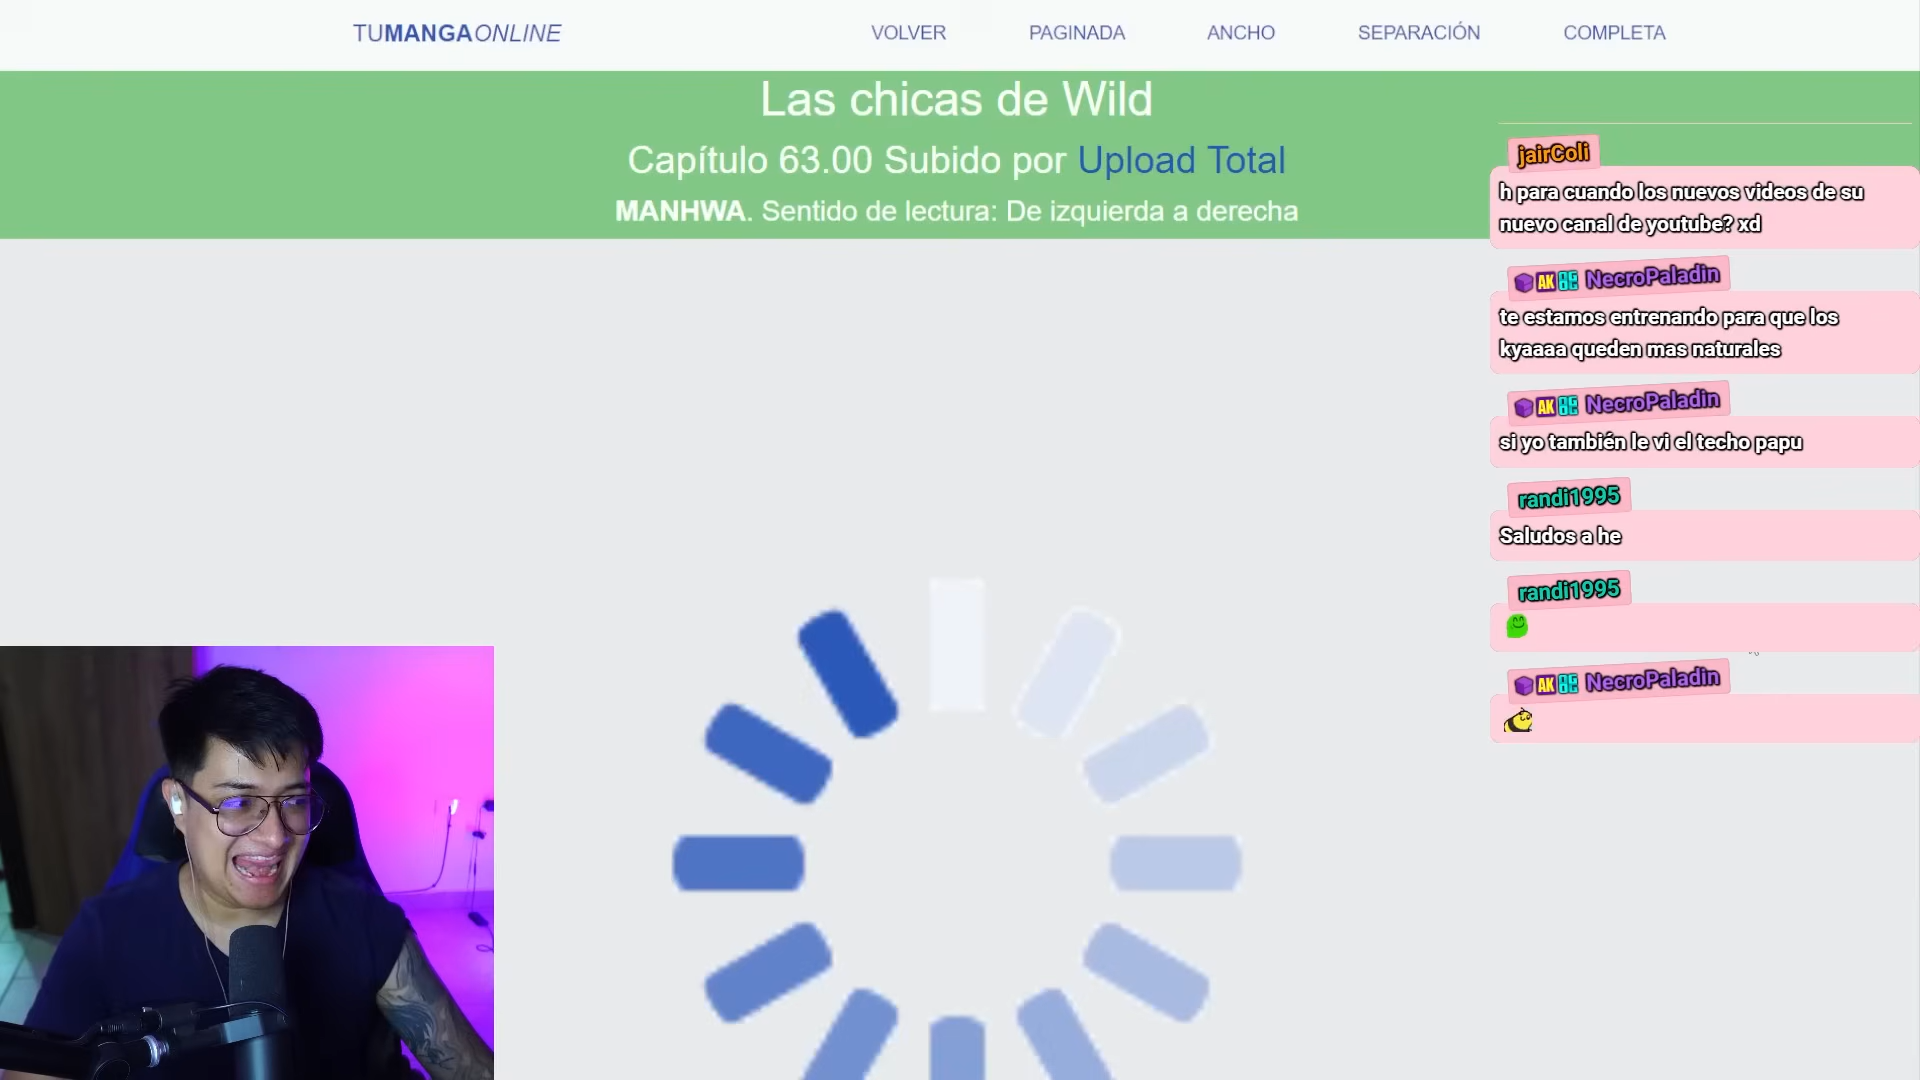 TUMANGAONLINE
VOLVER
PAGINADA
ANCHO
SEPARACIÓN
COMPLETA
Las chicas de Wild
Capítulo 63.00 Subido por Upload Total
MANHWA. Sentido de lectura: De izquierda a derecha
jairColi
h para cuando los nuevos videos de su
nuevo canal de youtube? xd
AK NecroPaladin
te estamos entrenando para que los
kyaaaa queden mas naturales
AK NecroPaladin
si yo también le vi el techo papu
randi1995
Saludos a he
randi1995
AK NecroPaladin